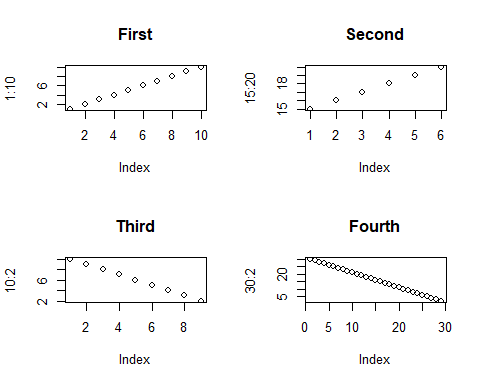 First
1:10
2 6
2 4 6 8 10
Index
Second
15:20
15 18
1 2 3 4 5 6
Index
Third
10:2
2 6
2 4 6 8
Index
Fourth
30:2
5 20
0 5 10 20 30
Index